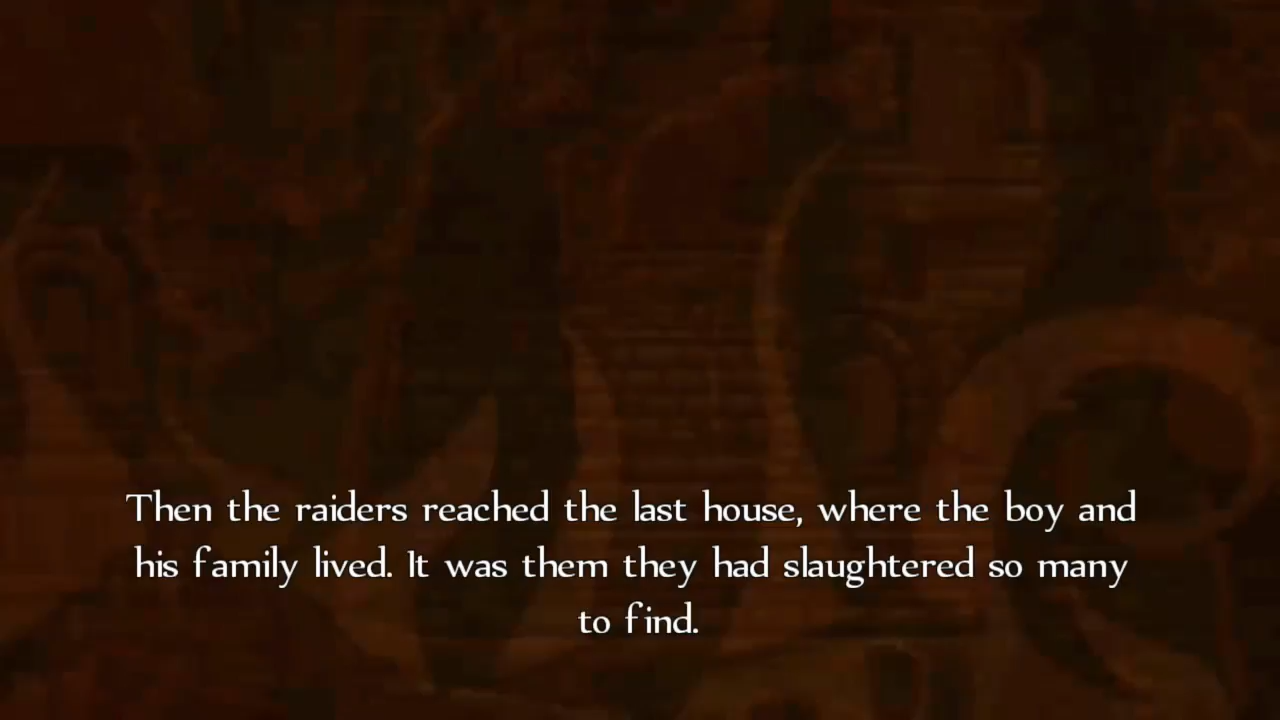 Then the raiders reached the last house, where the boy and
his family lived. It was them they had slaughtered so many
to find.